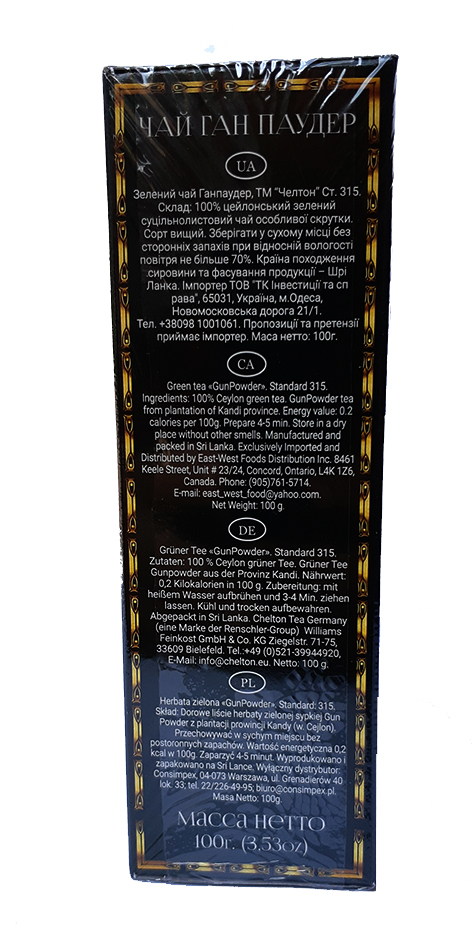 ЧАЙ ГАН ПАУДЕР
UA
Зелений чай Ганпаудер, ТМ "Челтон" Ст. 315.
Склад: 100% цейлонський зелений
суцільнолистовий чай особливої скрутки.
Сорт вищий. Зберігати у сухому місці без
сторонніх запахів при відносній вологості
повітря не більше 70%. Країна походження
сировини та фасування продукції – Шрі
Ланка. Імпортер ТОВ "ТК Інвестиції та сп
рава", 65031, Україна, м.Одеса,
Новомосковська дорога 21/1.
Тел. +38098 1001061. Пропозиції та претензії
приймає імпортер. Маса нетто: 100г.
CA
Green tea «GunPowder». Standard 315.
Ingredients: 100% Ceylon green tea. GunPowder tea
from plantation of Kandi province. Energy value: 0.2
calories per 100g. Prepare 4-5 min. Store in a dry
place without other smells. Manufactured and
packed in Sri Lanka. Exclusively Imported and
Distributed by East-West Foods Distribution Inc. 8461
Keele Street, Unit # 23/24, Concord, Ontario, L4K 1Z6,
Canada. Phone: (905)761-5714.
E-mail: east_west_food@yahoo.com.
Net Weight: 100 g.
DE
Grüner Tee «GunPowder». Standard 315.
Zutaten: 100 % Ceylon grüner Tee. Grüner Tee
Gunpowder aus der Provinz Kandi. Nährwert:
0,2 Kilokalorien in 100 g. Zubereitung: mit
heißem Wasser aufbrühen und 3-4 Min. ziehen
lassen. Kühl und trocken aufbewahren.
Abgepackt in Sri Lanka. Chelton Tea Germany
(eine Marke der Renschler-Group) Williams
Feinkost GmbH & Co. KG Ziegelstr. 71-75,
33609 Bielefeld. Tel.:+49 (0)521-39944920,
E-Mail: info@chelton.eu. Netto: 100 g.
PL
Herbata zielona «GunPowder». Standard: 315.
Skład: Dorowe liście herbaty zielonej sypkiej Gun
Powder z plantacji prowicji Kandy (w. Cejlon).
Przechowywać w sychym miejscu bez
postoronnych zapachów. Wartość energetyczna 0,2
kcal w 100g. Zaparzyć 4-5 minut. Wyprodukowano i
zapakowano na Sri Lance. Wyłączny dystrybutor:
Consimpex, 04-073 Warszawa, ul. Grenadierów 40
lok. 33; tel. 22/226-49-95; biuro@consimpex.pl.
Masa Netto: 100g.
Масса нетто
100г. (3.53oz)